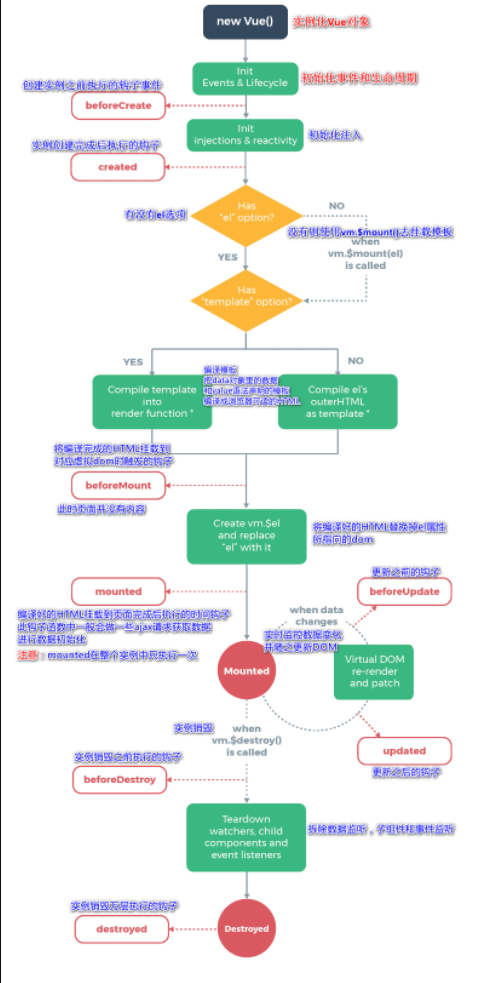 new Vue()
实例化Vue对象
Init
Events & Lifecycle
初始化事件和生命周期
创建实例之前执行的钩子事件
beforeCreate
Init
injections & reactivity
初始化注入
实例创建完成后执行的钩子
created
有没有el选项
Has
"el" option?
NO
没有则使用vm.$mount()去挂载模板
when
vm.$mount(el)
is called
YES
Has
"template" option?
YES
NO
编译模板
把data对象里的数据
和vue语法写的模板
编译成浏览器可读的HTML
Compile template
into
render function *
Compile el's
outerHTML
as template *
将编译完成的HTML挂载到
对应虚拟dom时触发的钩子
beforeMount
此时页面并没有内容
Create vm.$el
and replace
"el" with it
将编译好的HTML替换掉el属性
所指向的dom
mounted
编译好的HTML挂载到页面完成后执行的时间钩子
此钩子函数中一般会做一些ajax请求获取数据
进行数据初始化
注意:mounted在整个实例中只执行一次
更新之前的钩子
beforeUpdate
when data
changes
实时监控数据变化
并随之更新DOM
Mounted
Virtual DOM
re-render
and patch
updated
更新之后的钩子
实例销毁
when
vm.$destroy()
is called
实例销毁之前执行的钩子
beforeDestroy
Teardown
watchers, child
components and
event listeners
拆除数据监听,子组件和事件监听
实例销毁后执行的钩子
destroyed
Destroyed